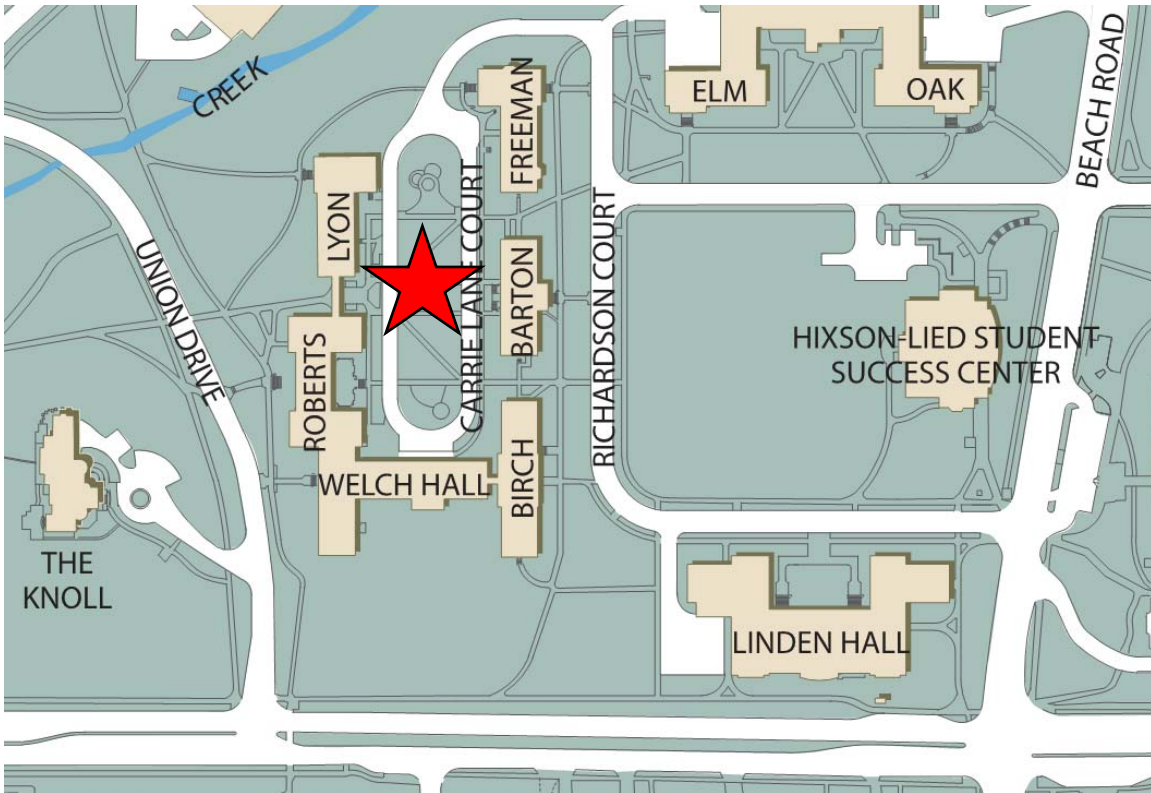 CREEK
FREEMAN
ELM
OAK
BEACH ROAD
LYON
CARRIE LANE COURT
RICHARDSON COURT
UNION DRIVE
BARTON
ROBERTS
HIXSON-LIED STUDENT
SUCCESS CENTER
WELCH HALL
BIRCH
THE
KNOLL
LINDEN HALL